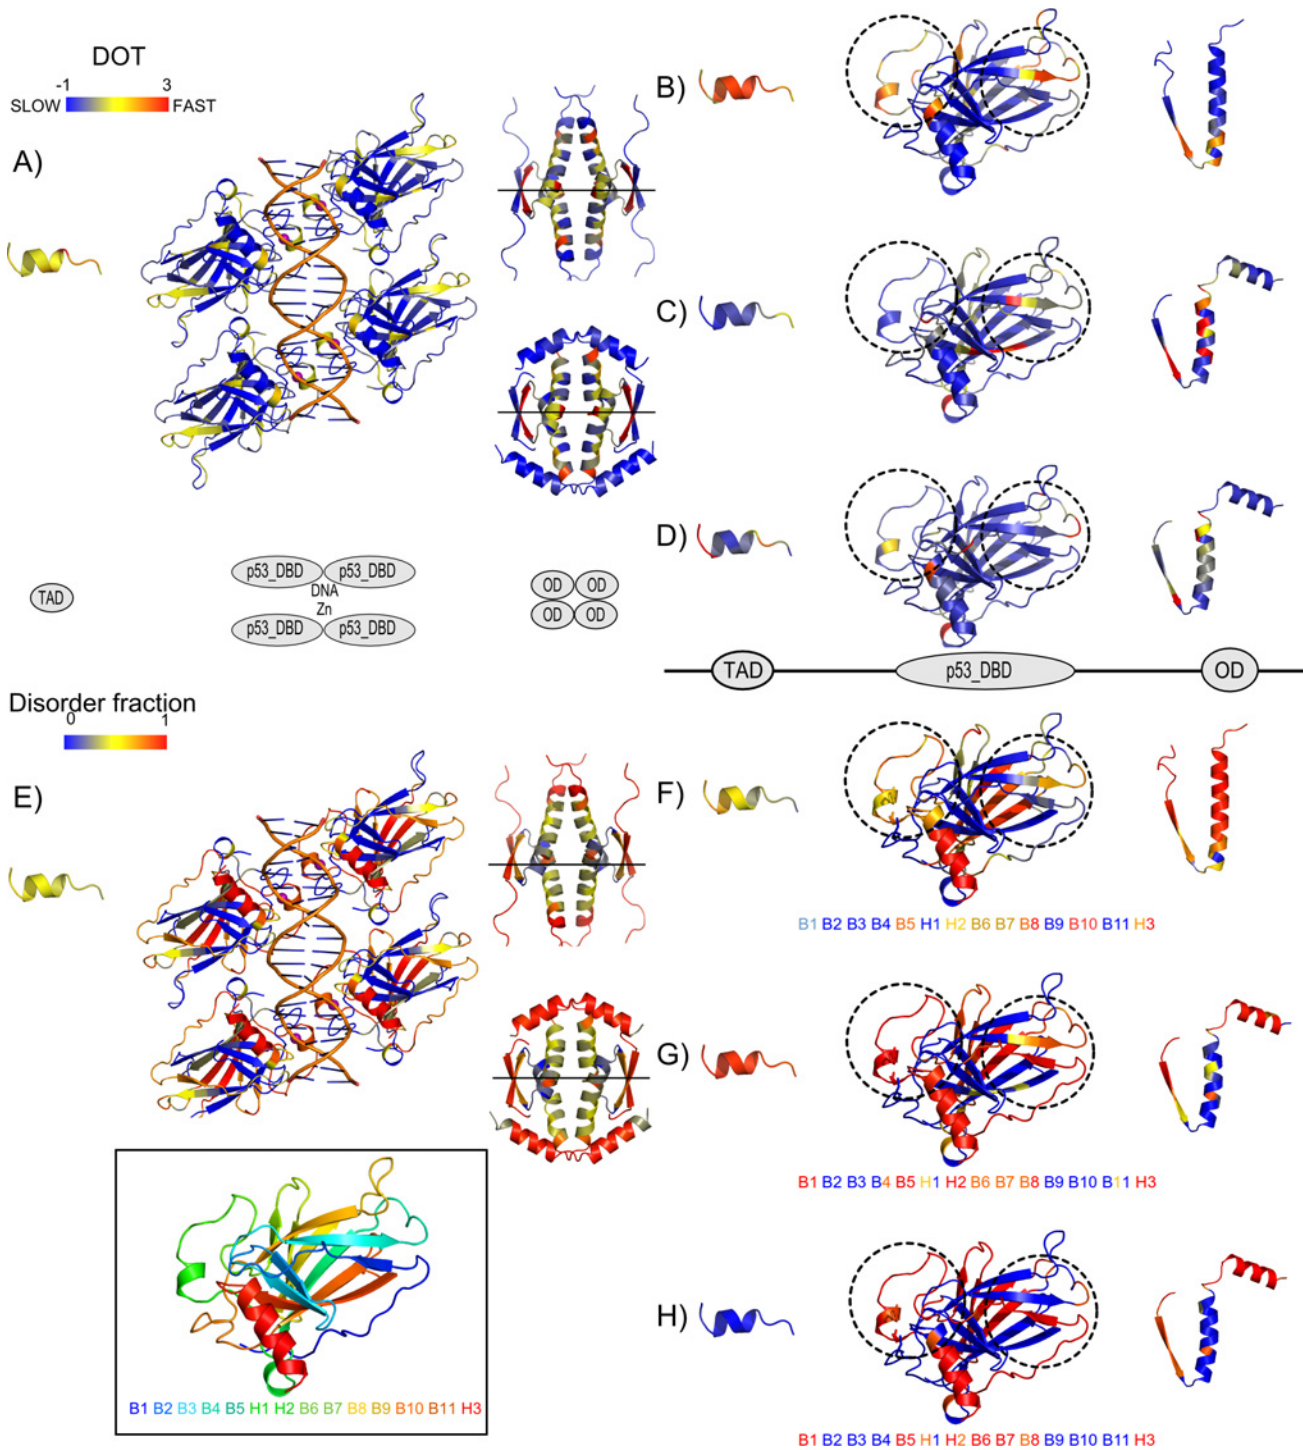 DOT
-1 3
SLOW FAST
A)
B)
C)
D)
TAD
p53_DBD p53_DBD
DNA
Zn
p53_DBD p53_DBD
OD OD
OD OD
TAD p53_DBD OD
Disorder fraction
0 1
E)
F)
B1 B2 B3 B4 B5 H1 H2 B6 B7 B8 B9 B10 B11 H3
G)
B1 B2 B3 B4 B5 H1 H2 B6 B7 B8 B9 B10 B11 H3
B1 B2 B3 B4 B5 H1 H2 B6 B7 B8 B9 B10 B11 H3
H)
B1 B2 B3 B4 B5 H1 H2 B6 B7 B8 B9 B10 B11 H3